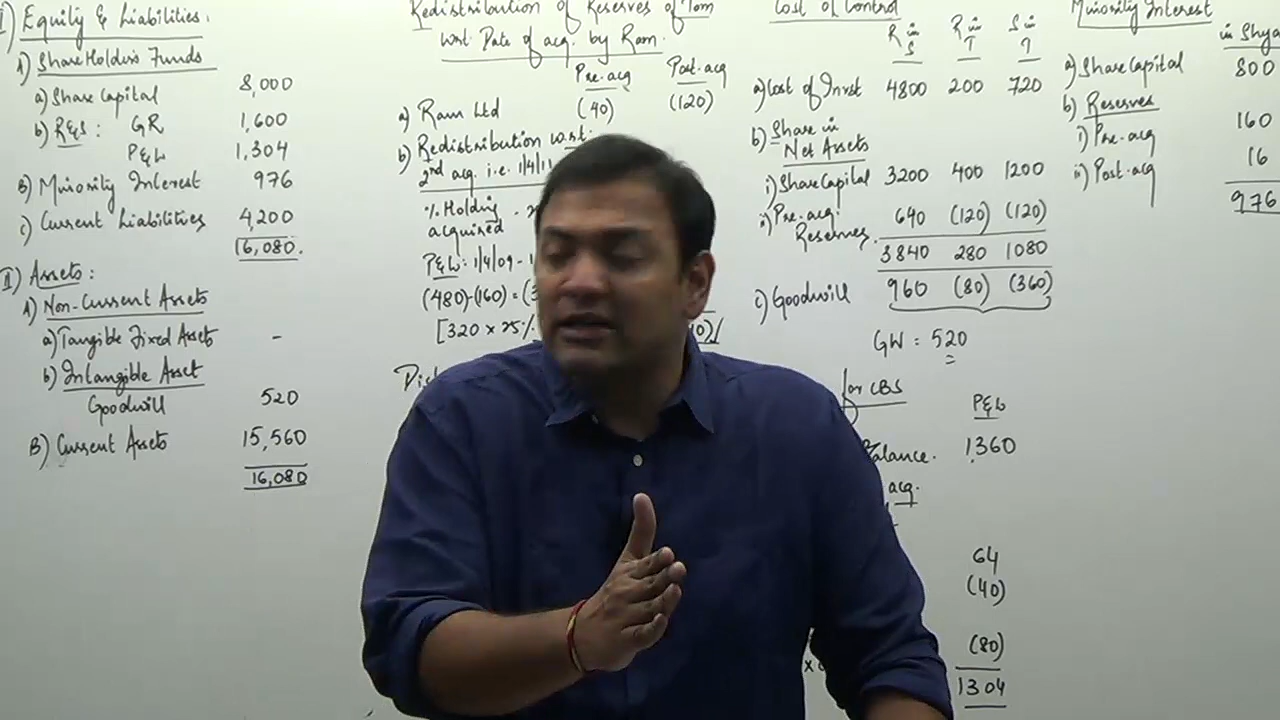 I) Equity & Liabilities:
A) ShareHolder's Funds
a) Share Capital 8,000
b) R&S: GR 1,600
P&L 1,304
B) Minority Interest 976
C) Current Liabilities 4,200
16,080.
II) Assets:
A) Non-Current Assets
a) Tangible Fixed Assets -
b) Intangible Asset
Goodwill 520
B) Current Assets 15,560
16,080
Redistribution of Reserves of Tom
w.r.t. Date of acq. by Ram.
Pre-acq Post-acq
a) Ram Ltd (40) (120)
b) Redistribution w.r.t.
2nd acq. i.e. 1/4/11
% Holding
acquired
P&L: 1/4/09 - 1
(480)-(160) = (3
[320 x 25%
Cost of Control
R in S R in T S in T
a) Cost of Invst 4800 200 720
b) Share in
Net Assets
i) Share Capital 3200 400 1200
ii) Pre-acq. Reserves 640 (120) (120)
3840 280 1080
c) Goodwill 960 (80) (360)
GW = 520
for CBS
P&L
Balance. 1360
acq.
64
(40)
(80)
1304
Minority Interest
in Shya
a) Share Capital 800
b) Reserves
i) Pre-acq 160
ii) Post-acq 16
976